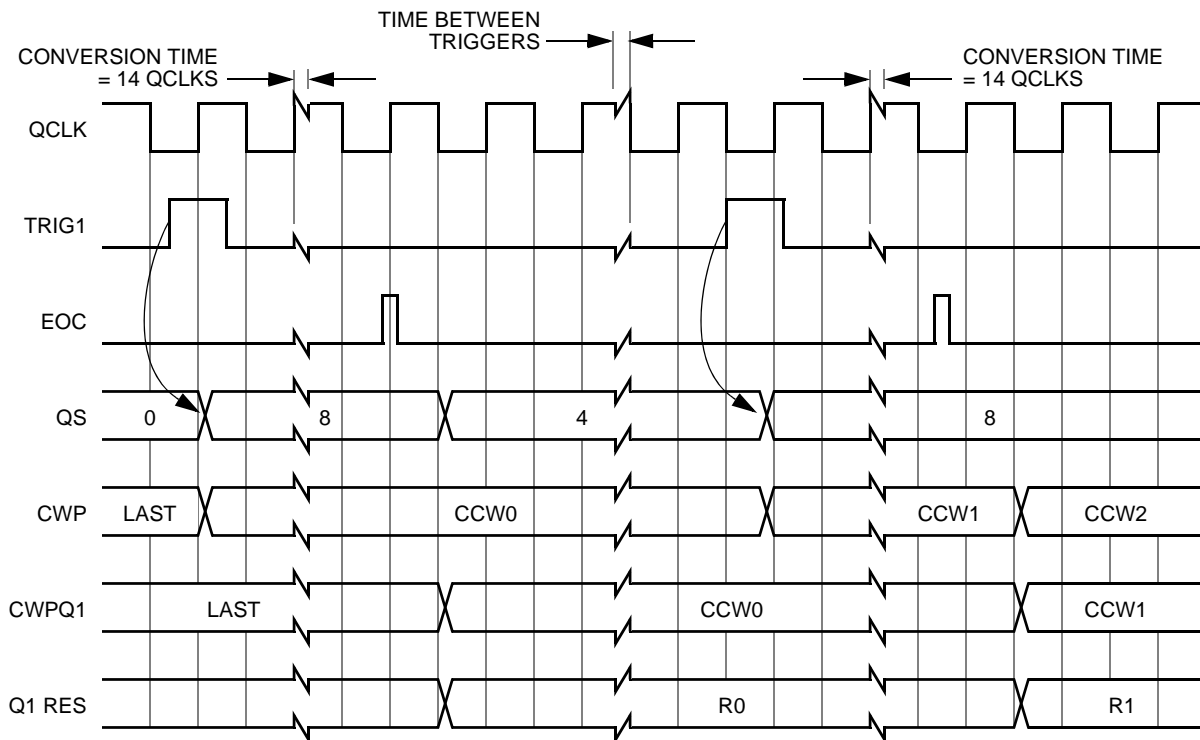 TIME BETWEEN
TRIGGERS
CONVERSION TIME
= 14 QCLKS
CONVERSION TIME
= 14 QCLKS
QCLK
TRIG1
EOC
QS 0 8 4 8
CWP LAST CCW0 CCW1 CCW2
CWPQ1 LAST CCW0 CCW1
Q1 RES R0 R1